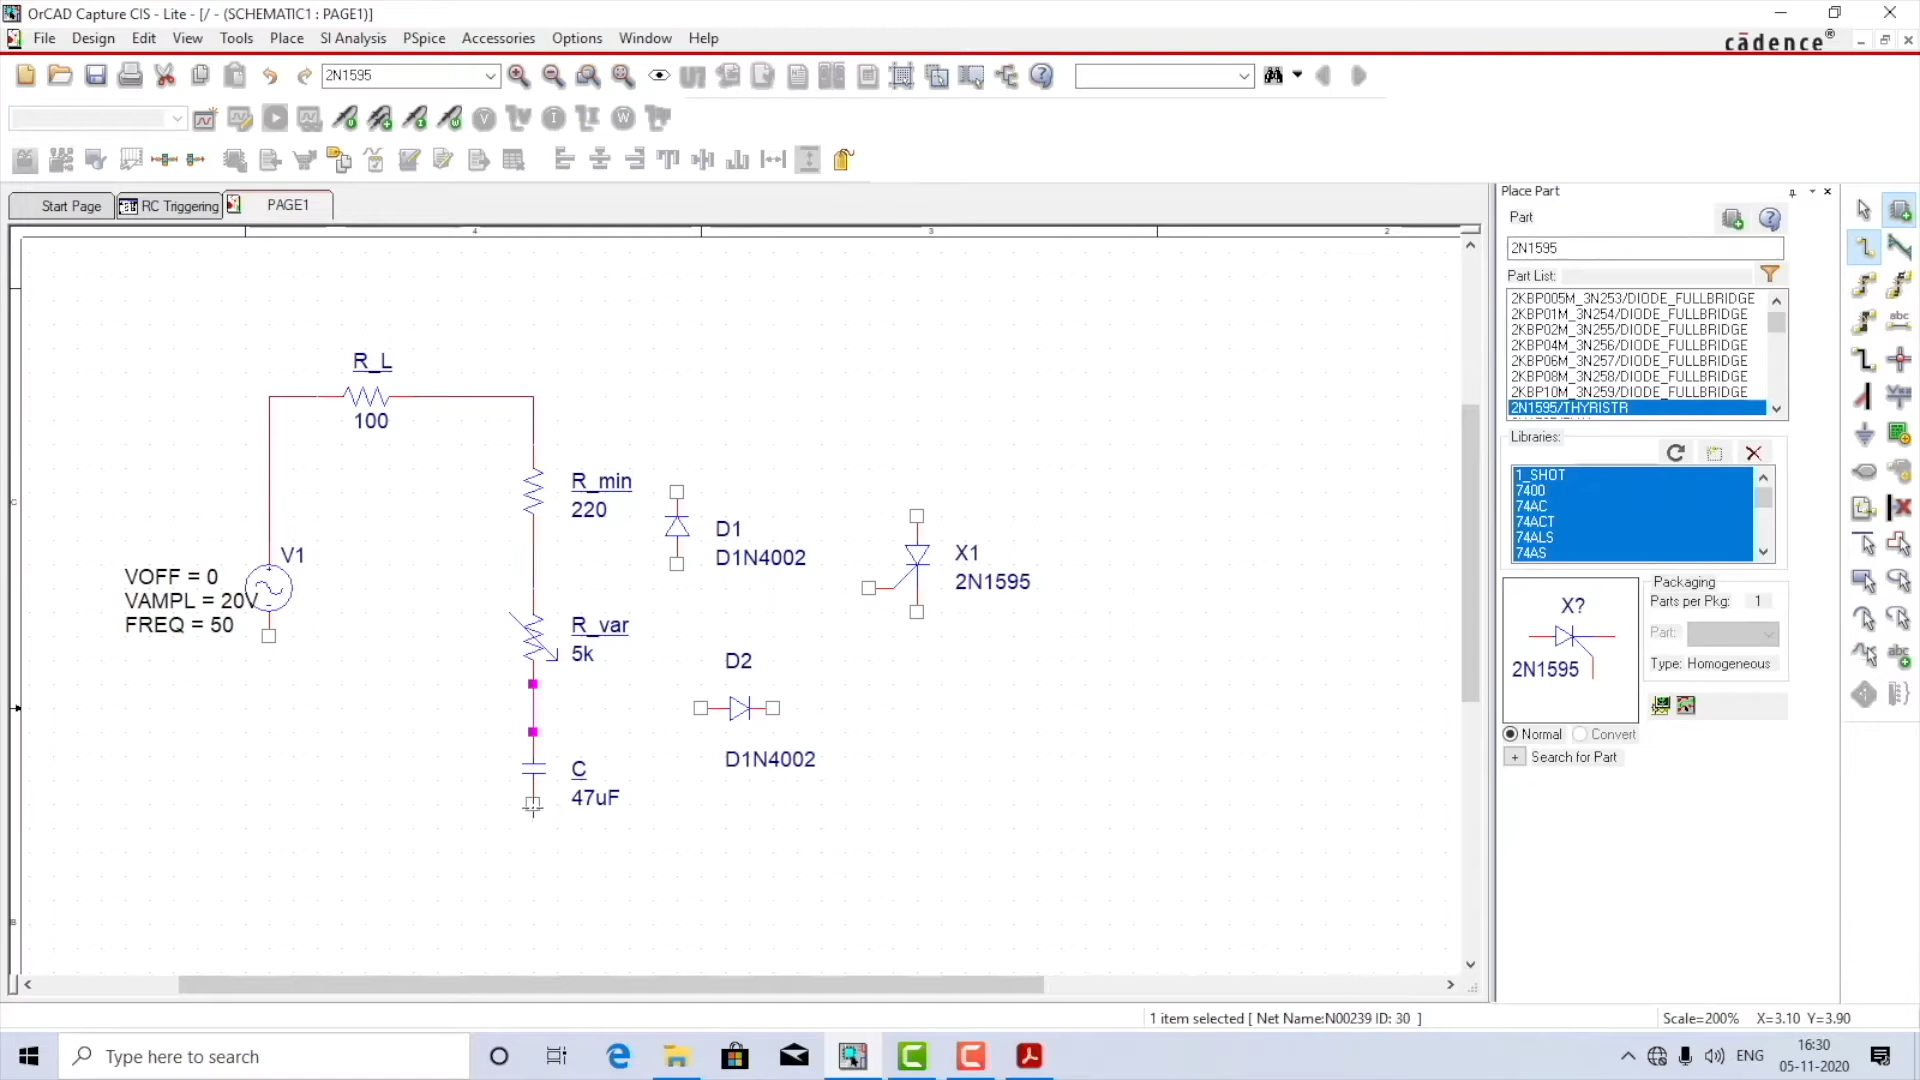 OrCAD Capture CIS - Lite - [/ - (SCHEMATIC1 : PAGE1)]
File Design Edit View Tools Place SI Analysis PSpice Accessories Options Window Help
cādence®
2N1595
Start Page
RC Triggering
PAGE1
4
3
2
C
B
R_L
100
R_min
220
V1
VOFF = 0
VAMPL = 20V
FREQ = 50
D1
D1N4002
X1
2N1595
R_var
5k
D2
D1N4002
C
47uF
Place Part
Part
2N1595
Part List:
2KBP005M_3N253/DIODE_FULLBRIDGE
2KBP01M_3N254/DIODE_FULLBRIDGE
2KBP02M_3N255/DIODE_FULLBRIDGE
2KBP04M_3N256/DIODE_FULLBRIDGE
2KBP06M_3N257/DIODE_FULLBRIDGE
2KBP08M_3N258/DIODE_FULLBRIDGE
2KBP10M_3N259/DIODE_FULLBRIDGE
2N1595/THYRISTR
Libraries:
1_SHOT
7400
74AC
74ACT
74ALS
74AS
X?
2N1595
Packaging
Parts per Pkg: 1
Part:
Type: Homogeneous
Normal Convert
+ Search for Part
1 item selected [ Net Name:N00239 ID: 30 ]
Scale=200% X=3.10 Y=3.90
Type here to search
ENG
16:30
05-11-2020